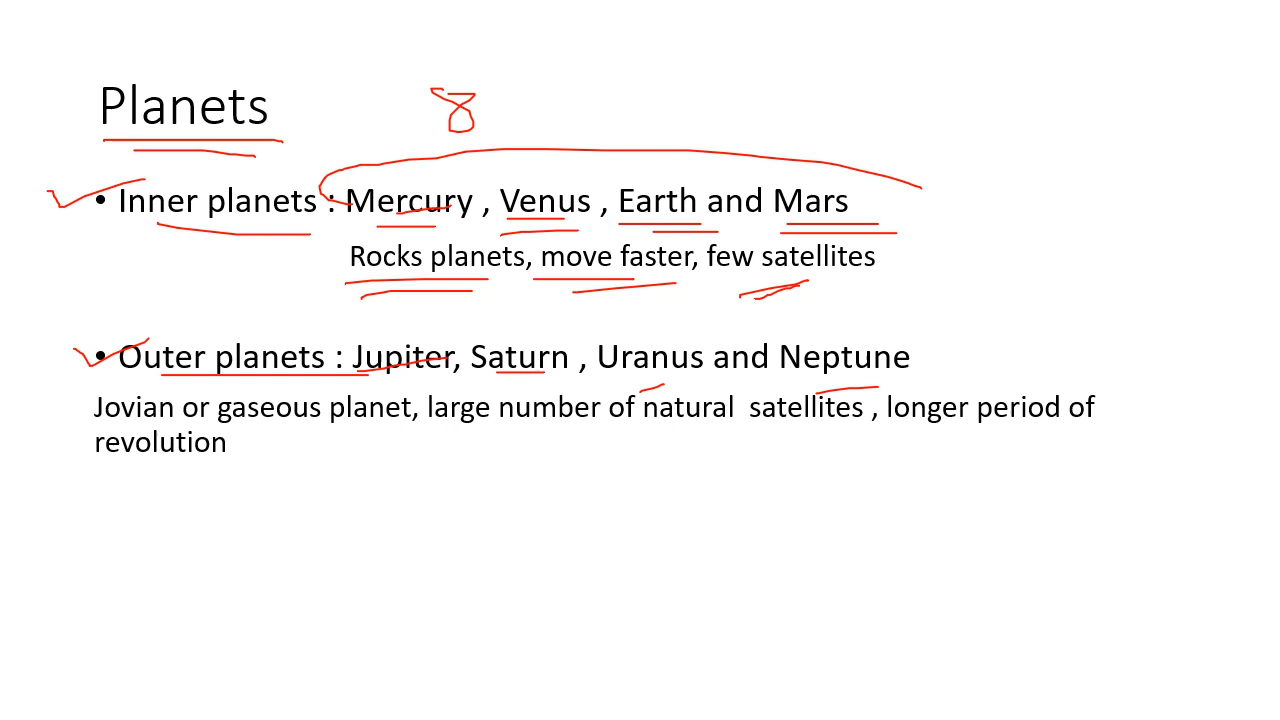 Planets 8
• Inner planets : Mercury , Venus , Earth and Mars
Rocks planets, move faster, few satellites
• Outer planets : Jupiter, Saturn , Uranus and Neptune
Jovian or gaseous planet, large number of natural satellites , longer period of
revolution